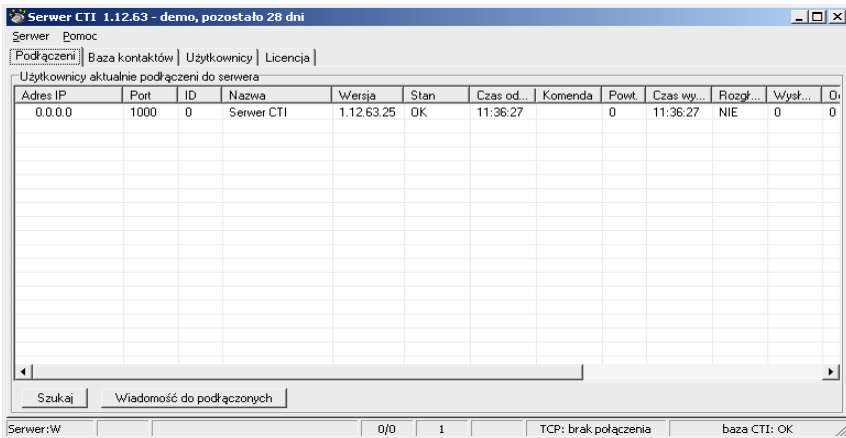 Serwer CTI 1.12.63 - demo, pozostało 28 dni
Serwer Pomoc
Podłączeni Baza kontaktów Użytkownicy Licencja
Użytkownicy aktualnie podłączeni do serwera
Adres IP Port ID Nazwa Wersja Stan Czas od... Komenda Powt. Czas wy... Rozgł... Wysł...
0.0.0.0 1000 0 Serwer CTI 1.12.63.25 OK 11:36:27 0 11:36:27 NIE 0 0
Szukaj Wiadomość do podłączonych
Serwer:W 0/0 1 TCP: brak połączenia baza CTI: OK